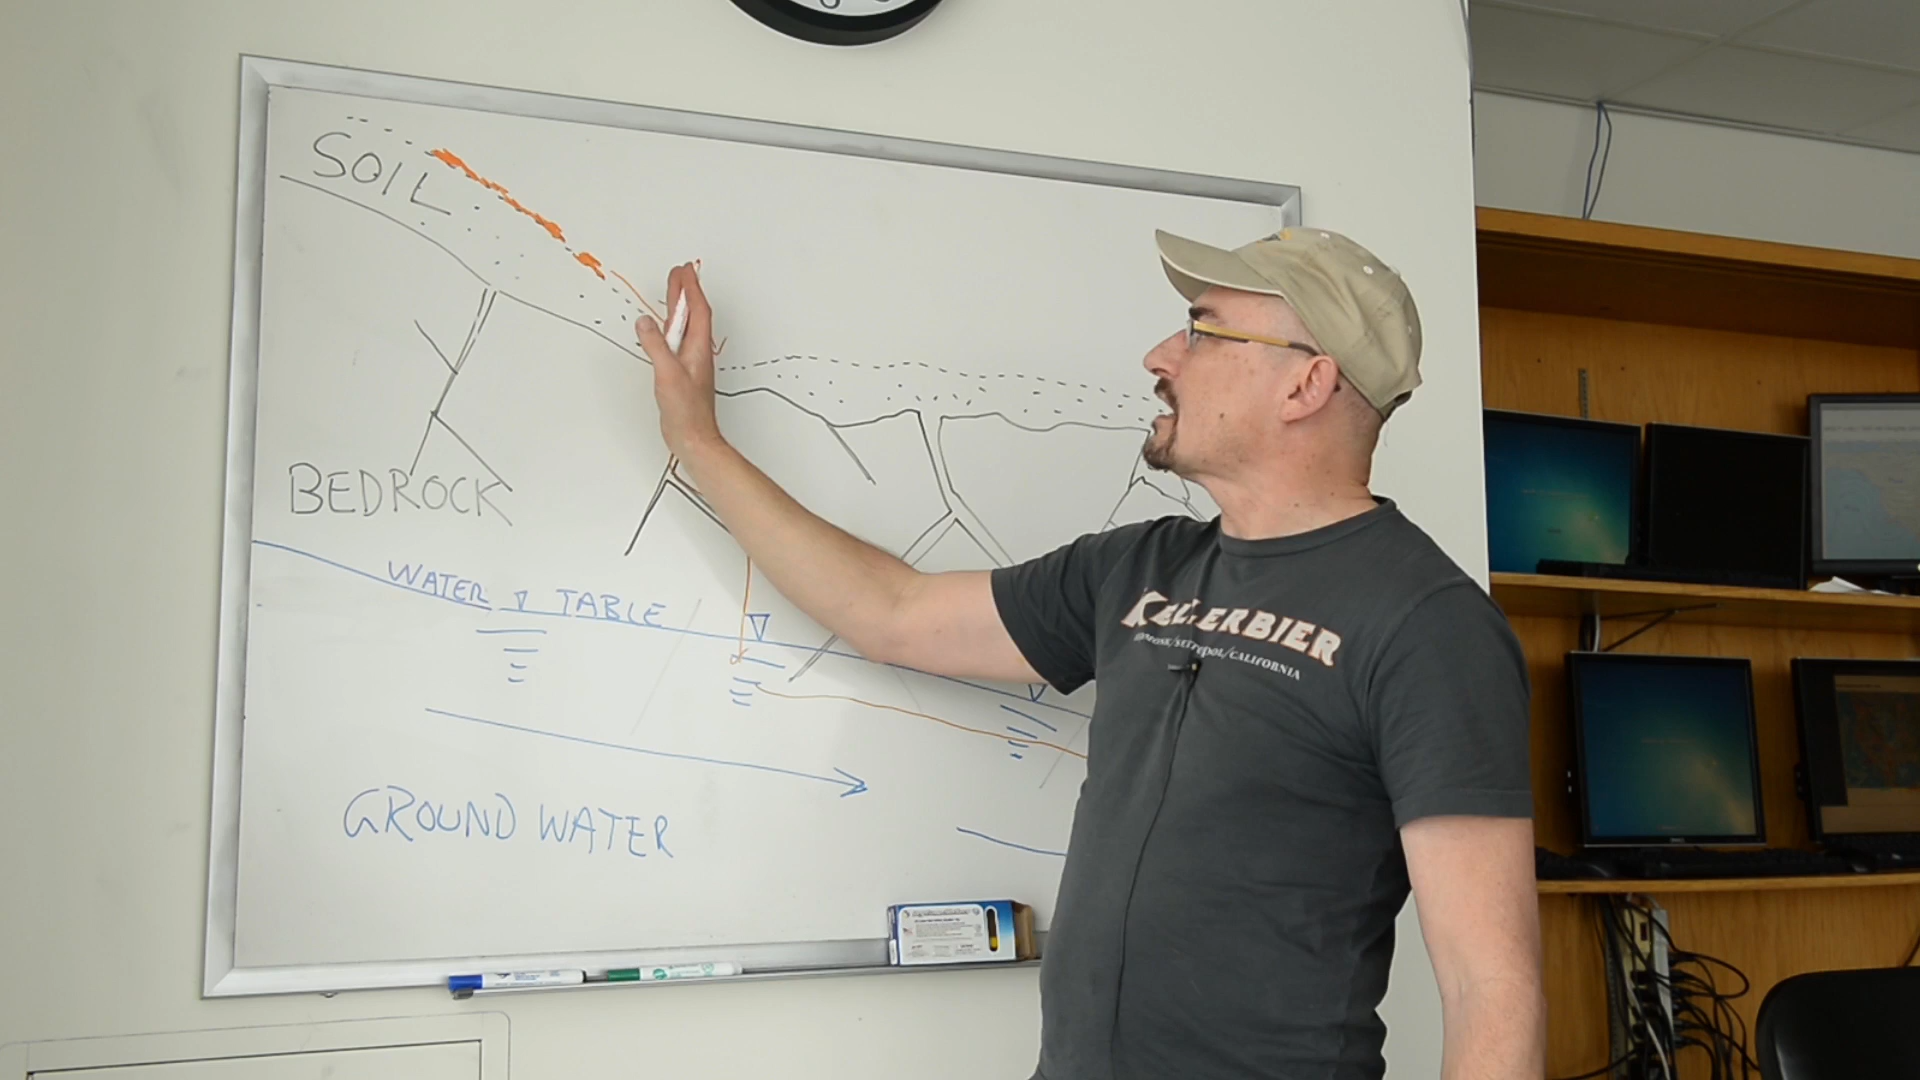 SOIL
BEDROCK
WATER TABLE
GROUND WATER
KELLERBIER
/CALIFORNIA